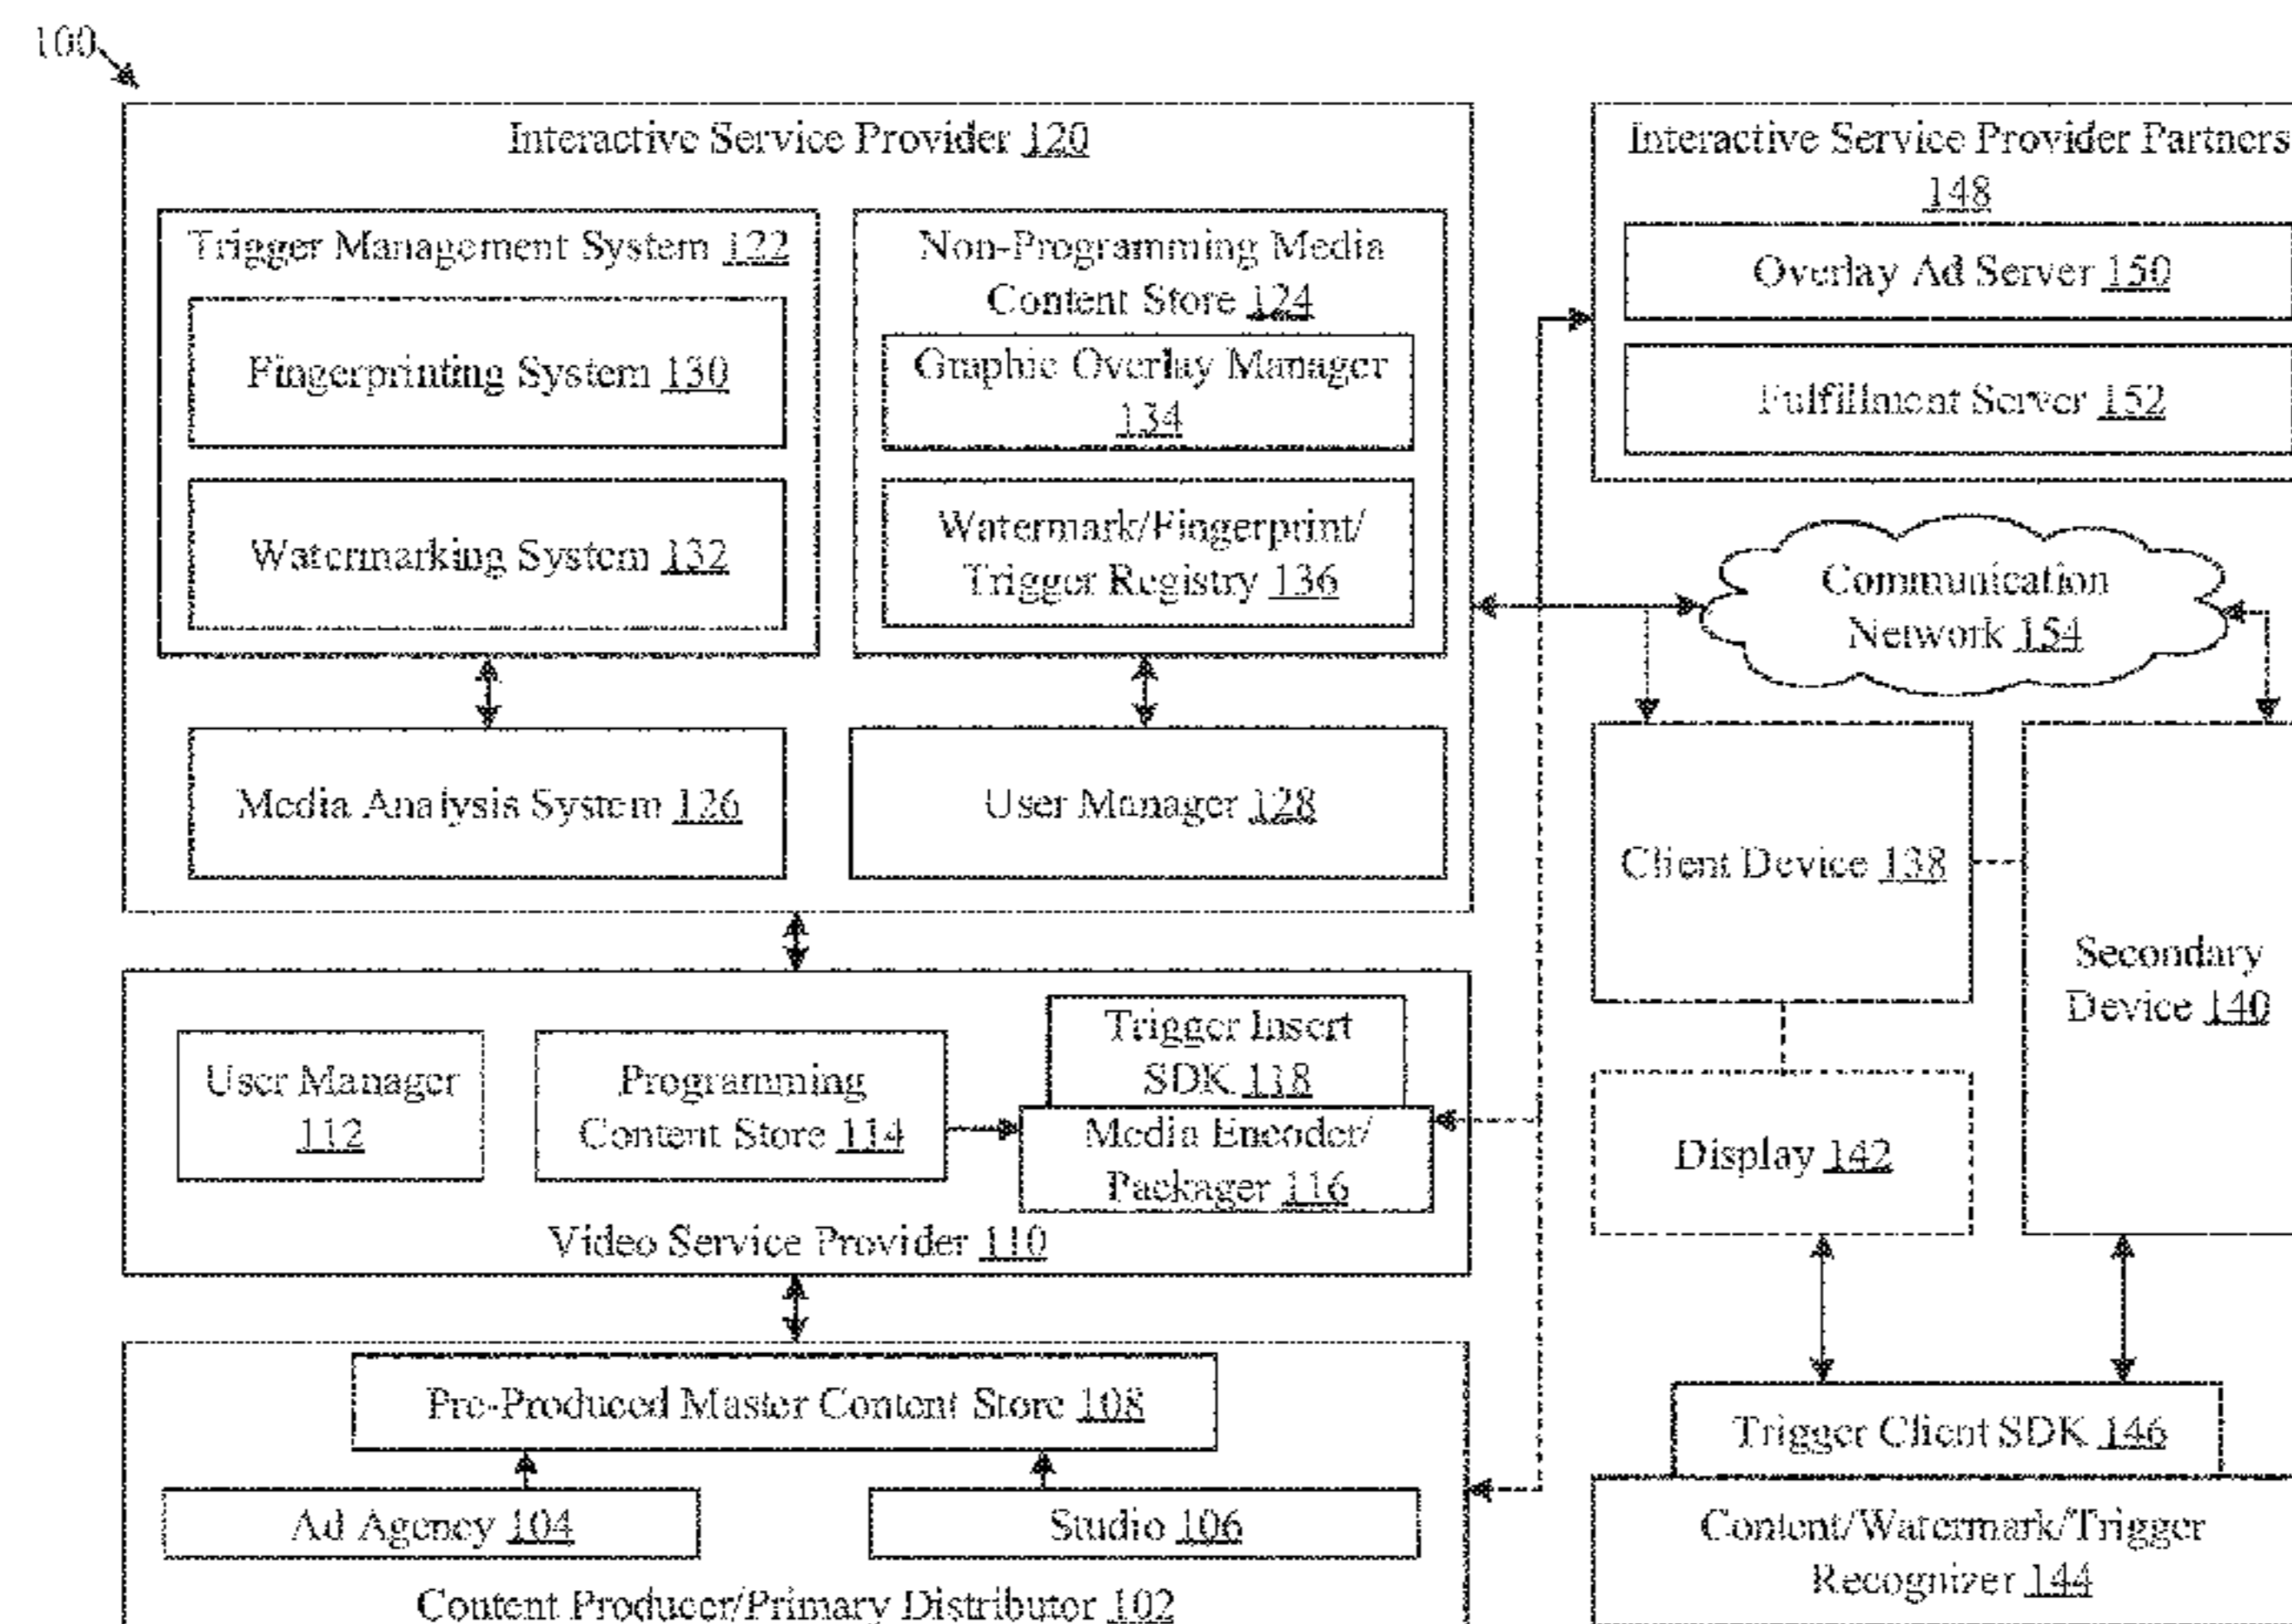 100
Interactive Service Provider 120
Trigger Management System 122
Fingerprinting System 130
Watermarking System 132
Non-Programming Media
Content Store 124
Graphic Overlay Manager
134
Watermark/Fingerprint/
Trigger Registry 136
Media Analysis System 126
User Manager 128
Interactive Service Provider Partners
148
Overlay Ad Server 150
Fulfillment Server 152
Communication
Network 154
Client Device 138
Secondary
Device 140
Display 142
Trigger Client SDK 146
Content/Watermark/Trigger
Recognizer 144
User Manager
112
Programming
Content Store 114
Trigger Insert
SDK 118
Media Encoder/
Packager 116
Video Service Provider 110
Pre-Produced Master Content Store 108
Ad Agency 104
Studio 106
Content Producer/Primary Distributor 102